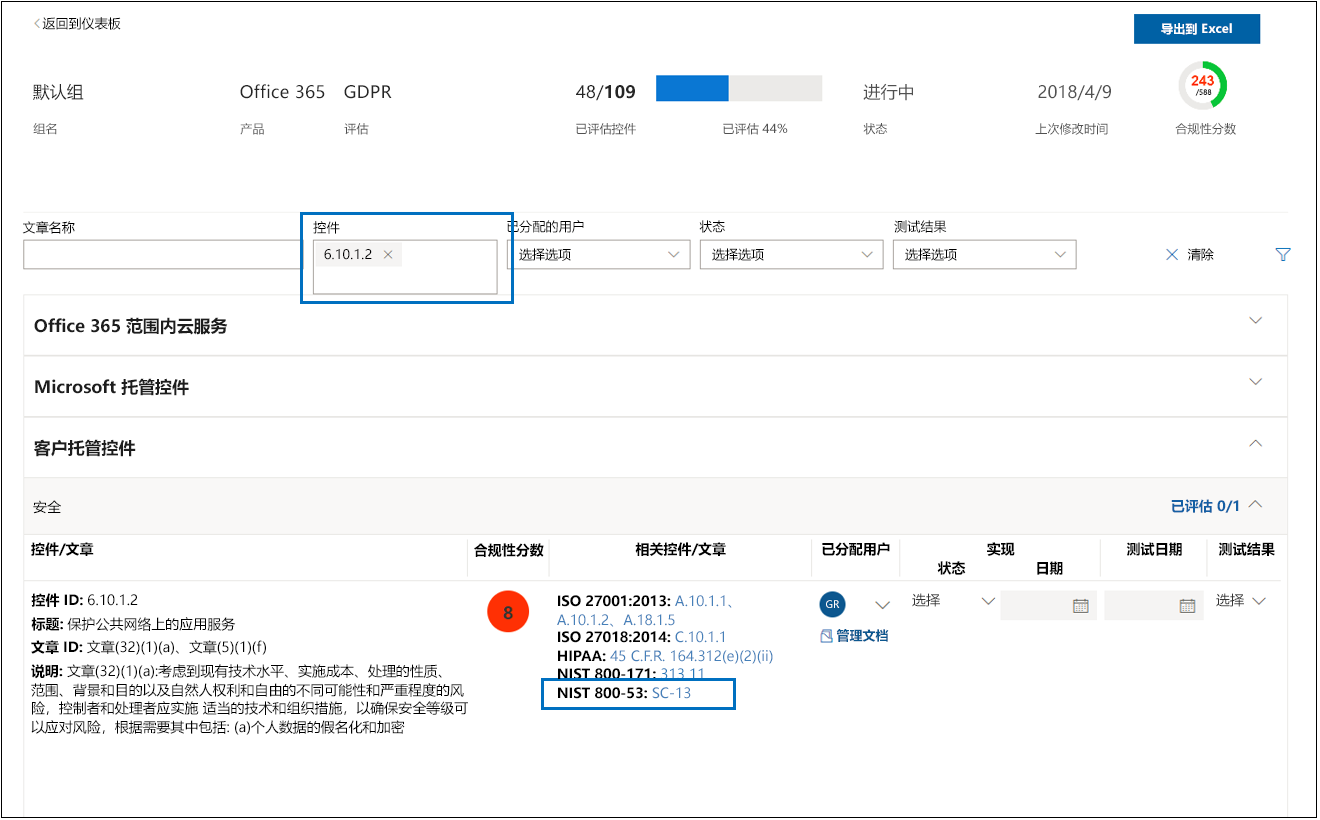 返回到仪表板
导出到 Excel
默认组
Office 365
GDPR
48/109
进行中
2018/4/9
243
/588
组名
产品
评估
已评估控件
已评估 44%
状态
上次修改时间
合规性分数
文章名称
控件
已分配的用户
状态
测试结果
6.10.1.2
选择选项
选择选项
选择选项
清除
Office 365 范围内云服务
Microsoft 托管控件
客户托管控件
安全
已评估 0/1
控件/文章
合规性分数
相关控件/文章
已分配用户
实现
状态
日期
测试日期
测试结果
控件 ID: 6.10.1.2
标题: 保护公共网络上的应用服务
文章 ID: 文章(32)(1)(a)、文章(5)(1)(f)
说明: 文章(32)(1)(a):考虑到现有技术水平、实施成本、处理的性质、
范围、背景和目的以及自然人权利和自由的不同可能性和严重程度的风
险，控制者和处理者应实施 适当的技术和组织措施，以确保安全等级可
以应对风险，根据需要其中包括: (a)个人数据的假名化和加密
8
ISO 27001:2013: A.10.1.1、
A.10.1.2、A.18.1.5
ISO 27018:2014: C.10.1.1
HIPAA: 45 C.F.R. 164.312(e)(2)(ii)
NIST 800-171: 313.11
NIST 800-53: SC-13
GR
管理文档
选择
选择